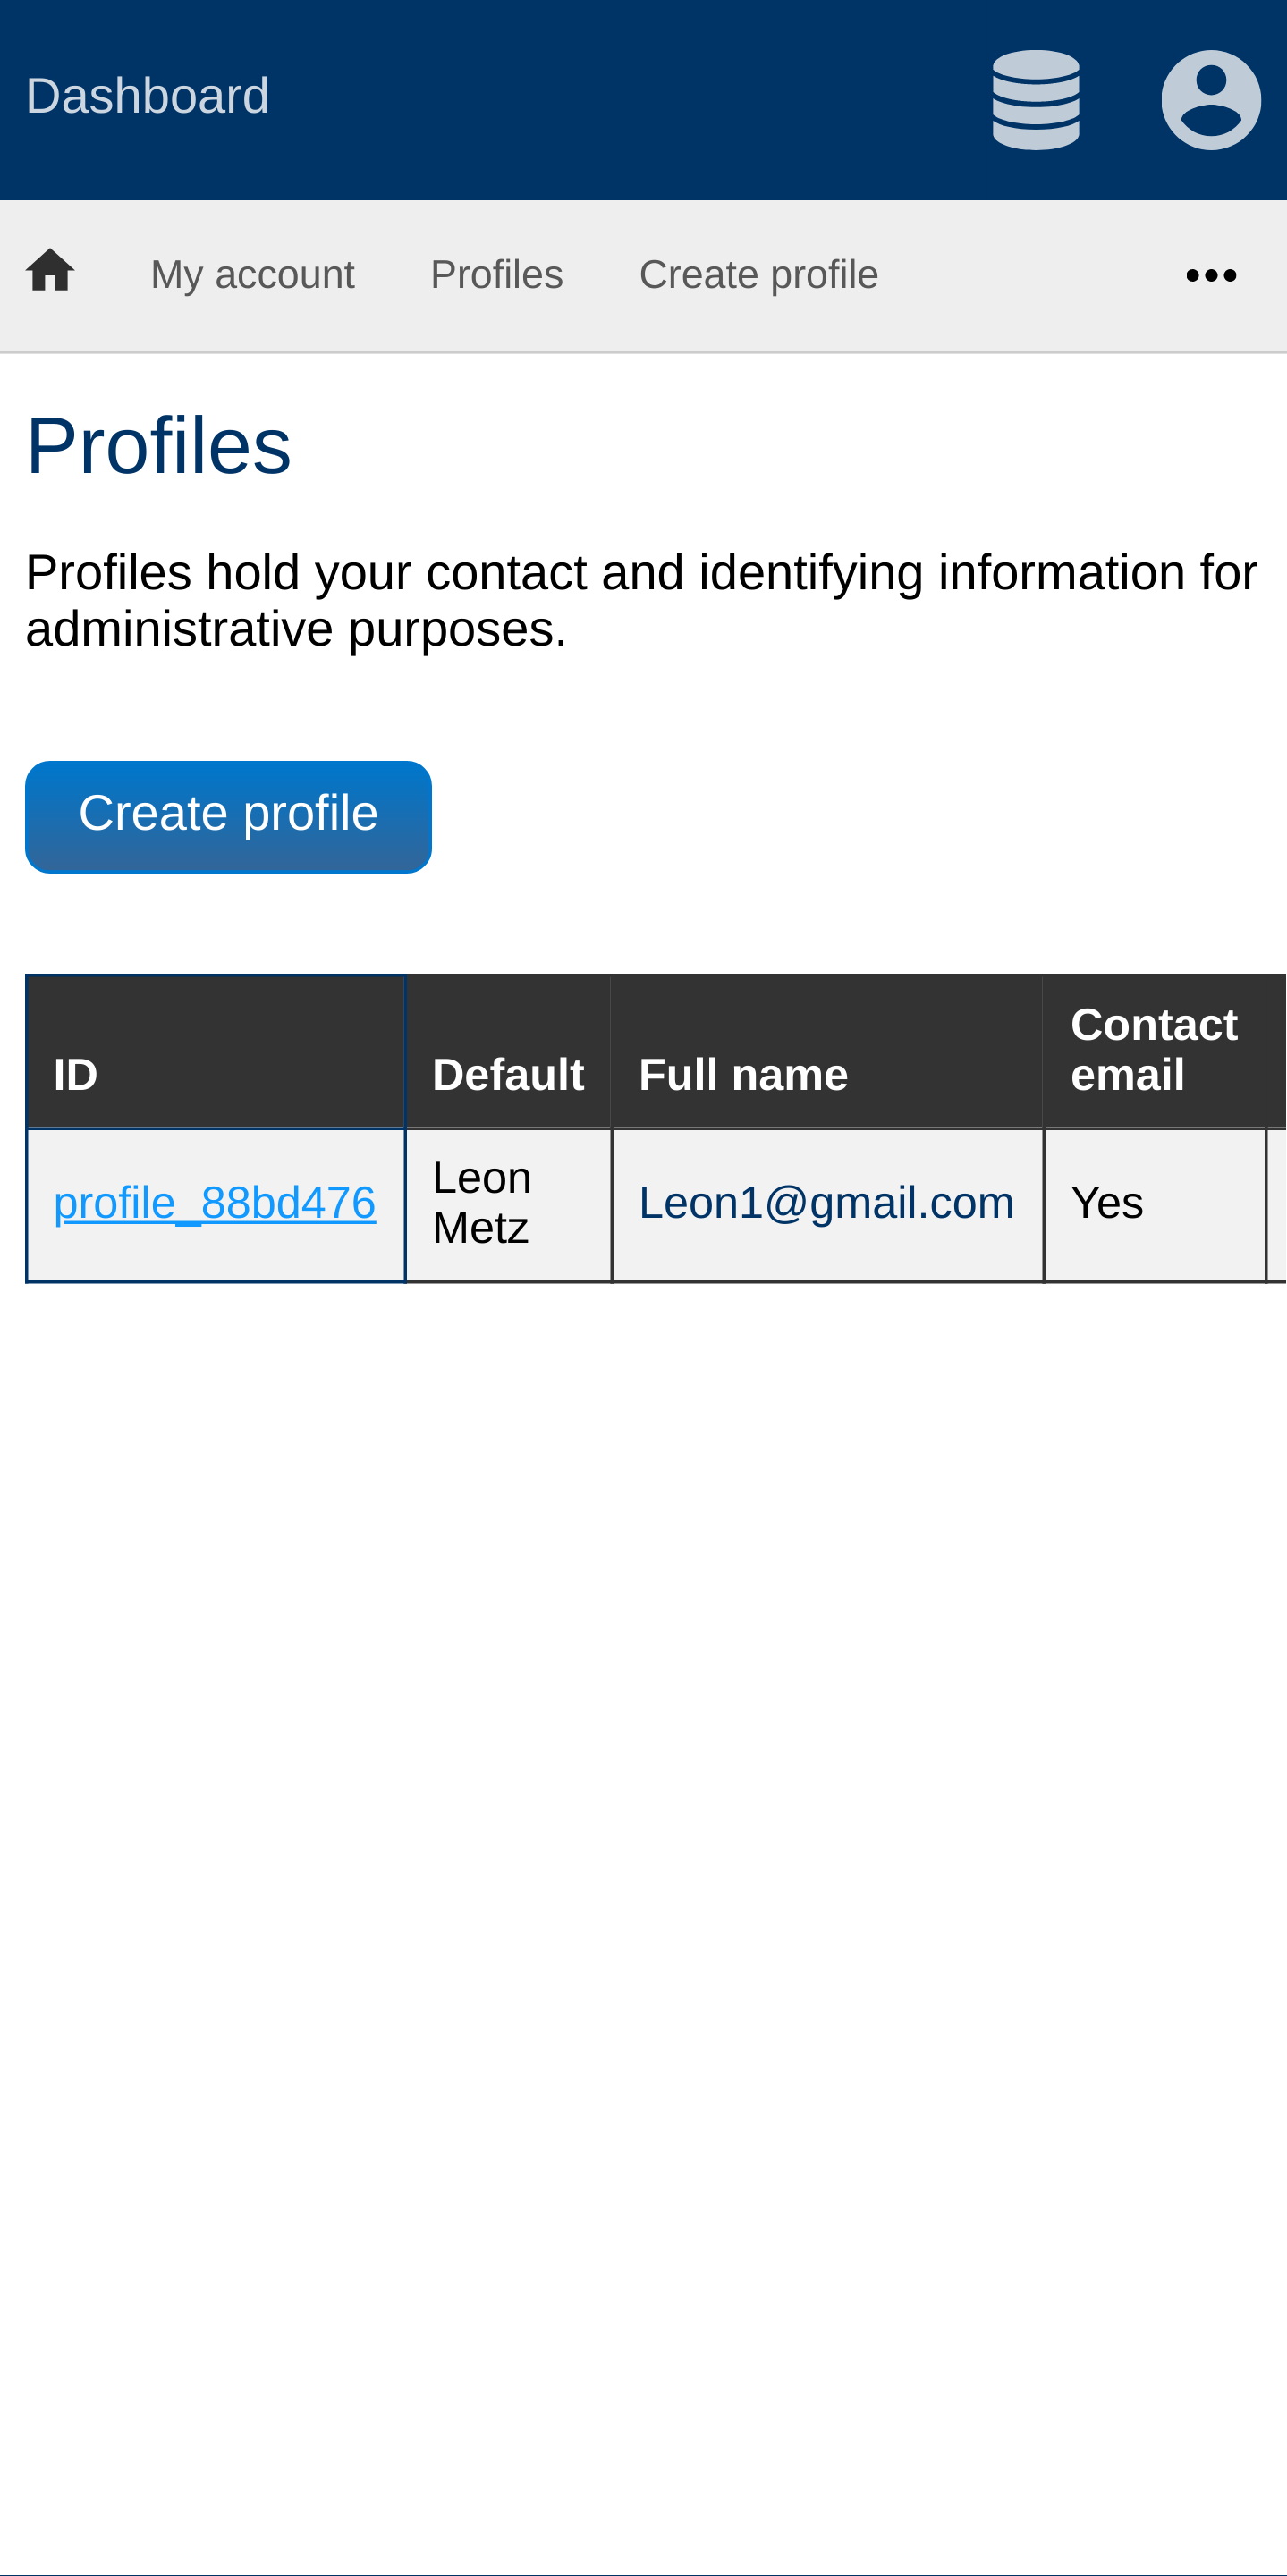 Dashboard
My account Profiles Create profile
Profiles
Profiles hold your contact and identifying information for
administrative purposes.
Create profile
ID Default Full name Contact email
profile_88bd476 Leon Metz Leon1@gmail.com Yes